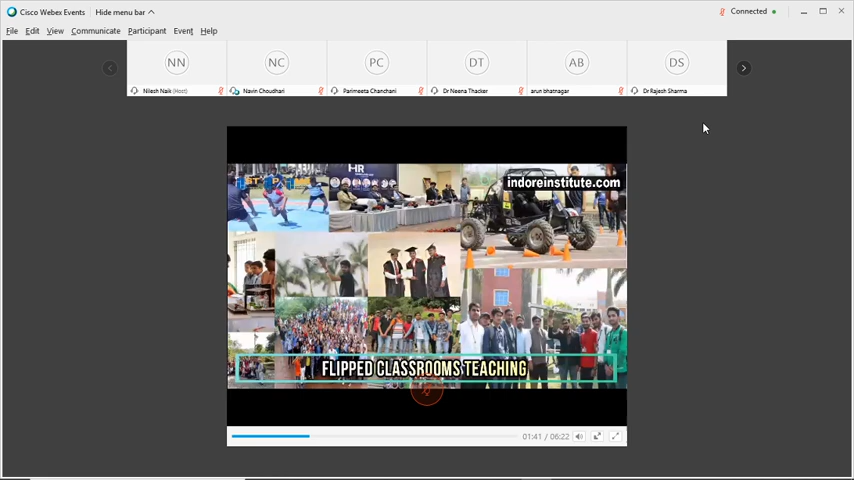 Cisco Webex Events
Hide menu bar
Connected
File Edit View Communicate Participant Event Help
NN NC PC DT AB DS
Nilesh Naik (Host) Navin Choudhari Parimeeta Chanchani Dr Neena Thacker arun bhatnagar Dr Rajesh Sharma
HR
indoreinstitute.com
FLIPPED CLASSROOMS TEACHING
01:41 / 06:22